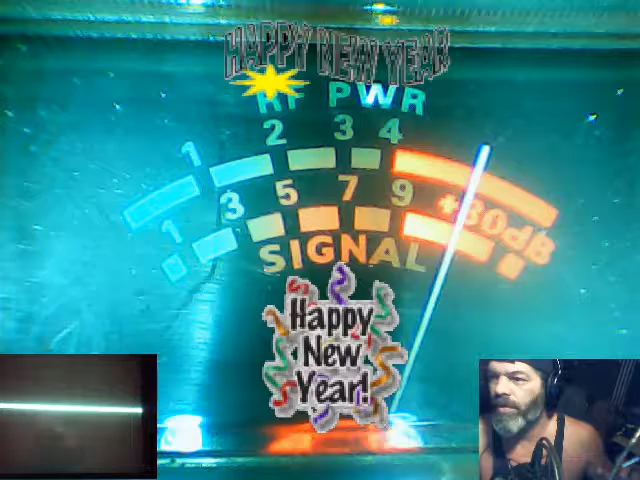 HAPPY NEW YEAR
RF PWR
1 2 3 4
1 3 5 7 9 +30dB
SIGNAL
Happy
New
Year!